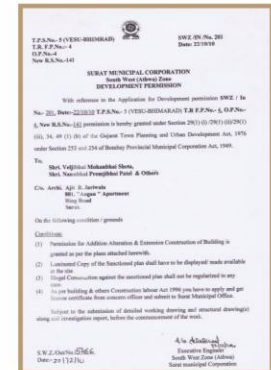 T.P.S.No.- 5 (VESU-BHIMRAD)
SWZ /IN /No. 201
T.R. F.P.No.:- 4
Date: 22/10/10
O.P.No.-4
New R.S.No.-141
SURAT MUNICIPAL CORPORATION
South West (Athwa) Zone
DEVELOPMENT PERMISSION
With reference to the Application for Development permission SWZ / In
No.- 201, Date:-22/10/10 T.P.S.No.- 5 (VESU-BHIMRAD) T.R F.P.No.- 4, O.P.No.-
4, New R.S.No.-141 permission is hereby granted under Section 29(1) (i) /29(1) (ii)/29(1)
(iii), 34, 49 (1) (b) of the Gujarat Town Planning and Urban Development Act, 1976
under Section 253 and 254 of Bombay Provincial Municipal Corporation Act, 1949.
To,
Shri. Veljibhai Mohanbhai Sheta,
Shri. Nanubhai Premjibhai Patel & Others
C/o. Archi. Ajit B. Jariwala
Ring Road
Surat.
On the following condition / grounds
Conditions:
(1) Permission for Addition Alteration & Extension Construction of Building is
granted as per the plans attached herewith.
(2) Laminated Copy of the Sanctioned plan shall have to be displayed/ made available
at the site.
(3) Illegal Construction against the sanctioned plan shall not be regularized in any
case.
(4) As per building & others Construction Labour Act 1996 you have to apply and get
license certificate from concern officer and submit to Surat Municipal Office.
Subject to the submission of detailed working drawing and structural drawing(s)
along soil investigation report, before the commencement of the work.
Executive Engineer
South West Zone (Athwa)
Surat municipal Corporation
S.W.Z./Out/No.
Date:-